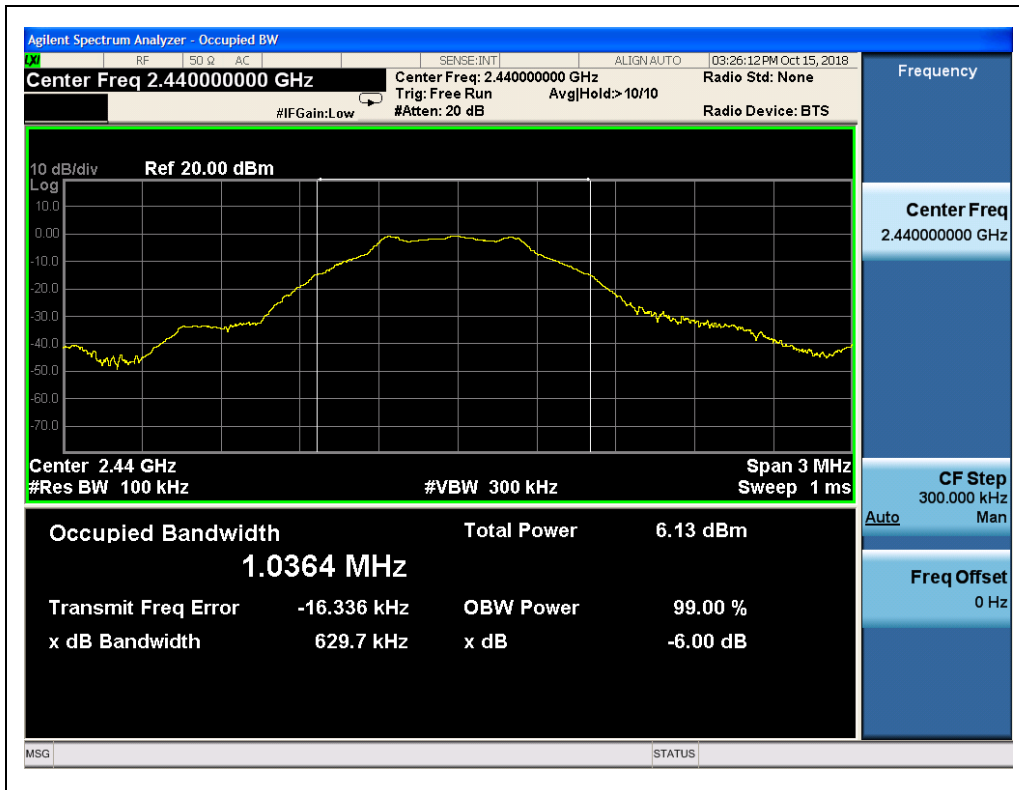 Agilent Spectrum Analyzer - Occupied BW
LXI RF 50 Ω AC SENSE:INT ALIGN AUTO 03:26:12 PM Oct 15, 2018
Center Freq 2.440000000 GHz
Center Freq: 2.440000000 GHz Radio Std: None
Trig: Free Run Avg|Hold:> 10/10
#IFGain:Low #Atten: 20 dB Radio Device: BTS
10 dB/div Ref 20.00 dBm
Log
10.0
0.00
-10.0
-20.0
-30.0
-40.0
-50.0
-60.0
-70.0
Center 2.44 GHz Span 3 MHz
#Res BW 100 kHz #VBW 300 kHz Sweep 1 ms
Occupied Bandwidth Total Power 6.13 dBm
1.0364 MHz
Transmit Freq Error -16.336 kHz OBW Power 99.00 %
x dB Bandwidth 629.7 kHz x dB -6.00 dB
MSG STATUS
Frequency
Center Freq
2.440000000 GHz
CF Step
300.000 kHz
Auto Man
Freq Offset
0 Hz